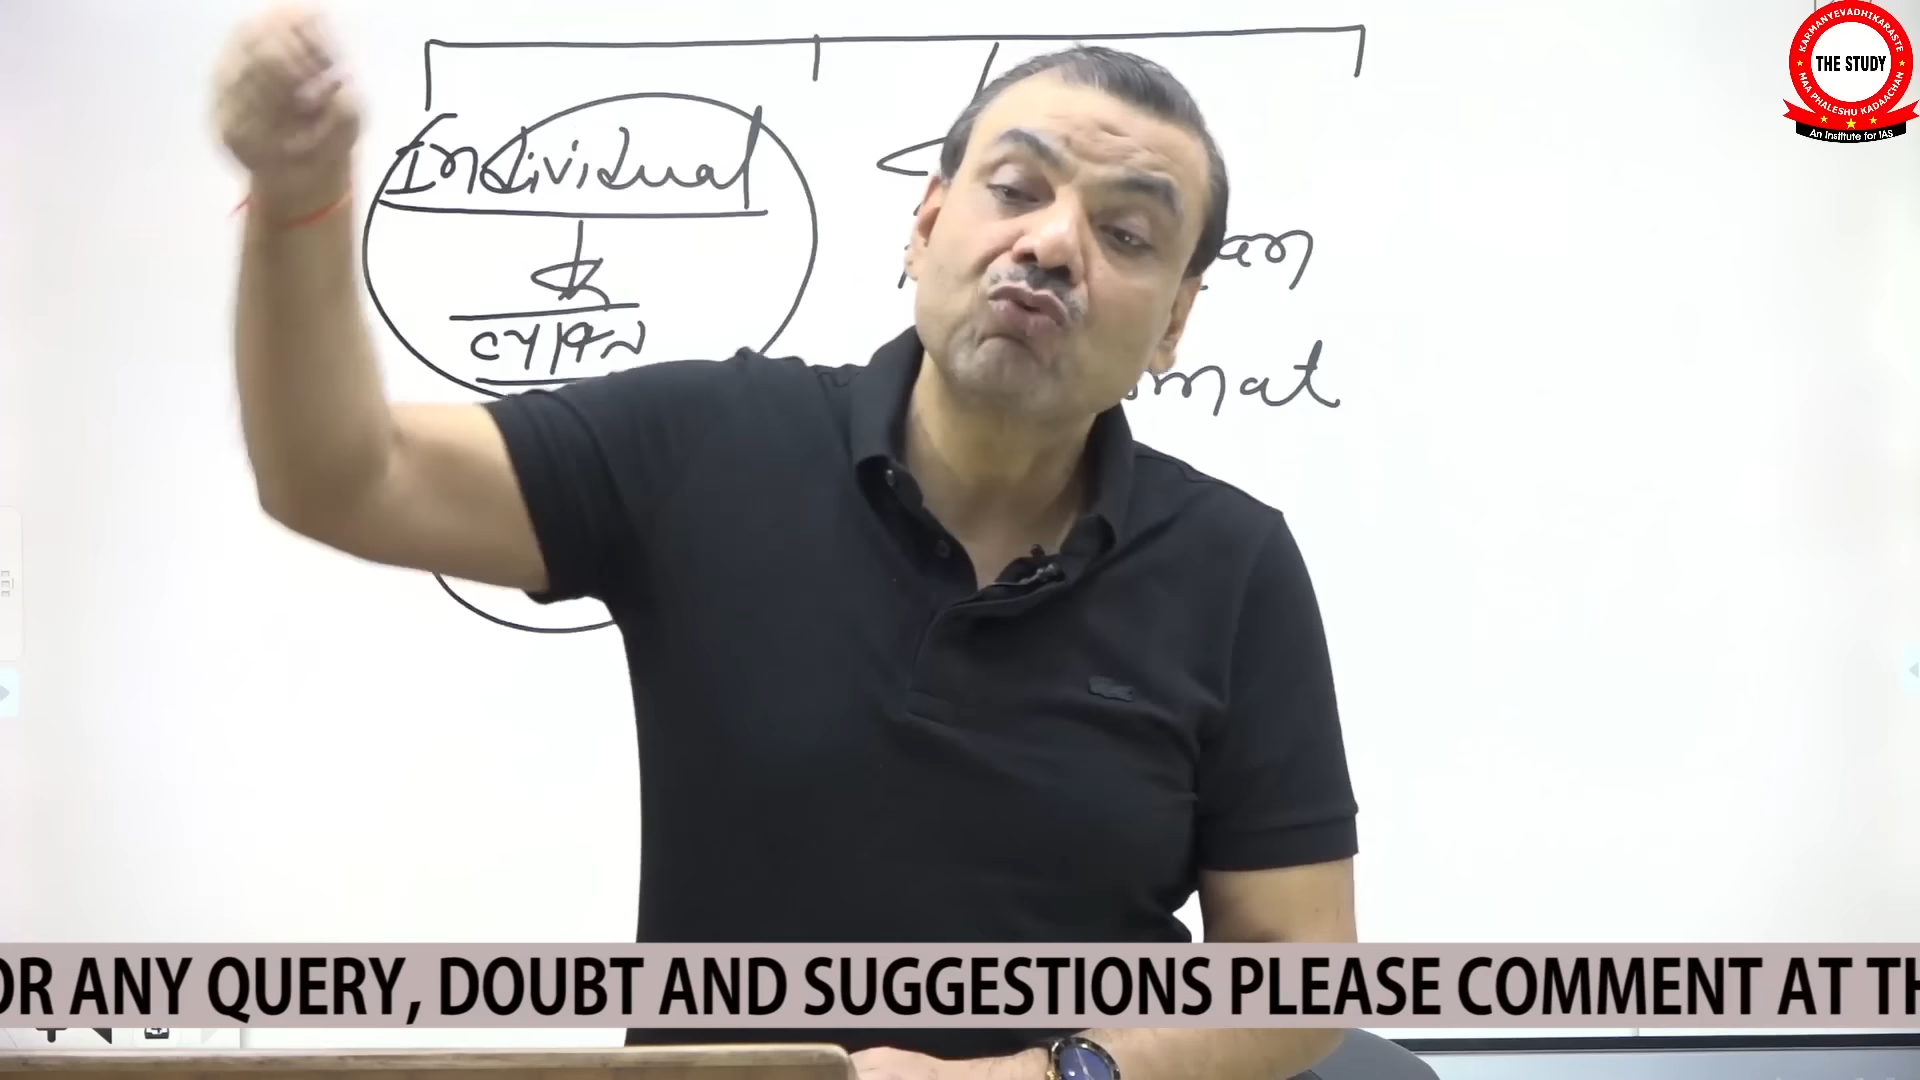 KARMANYEVADHIKARASTE
THE STUDY
MAA PHALESHU KADAACHAN
An Institute for IAS
Individual
व्यक्ति
OR ANY QUERY, DOUBT AND SUGGESTIONS PLEASE COMMENT AT TH